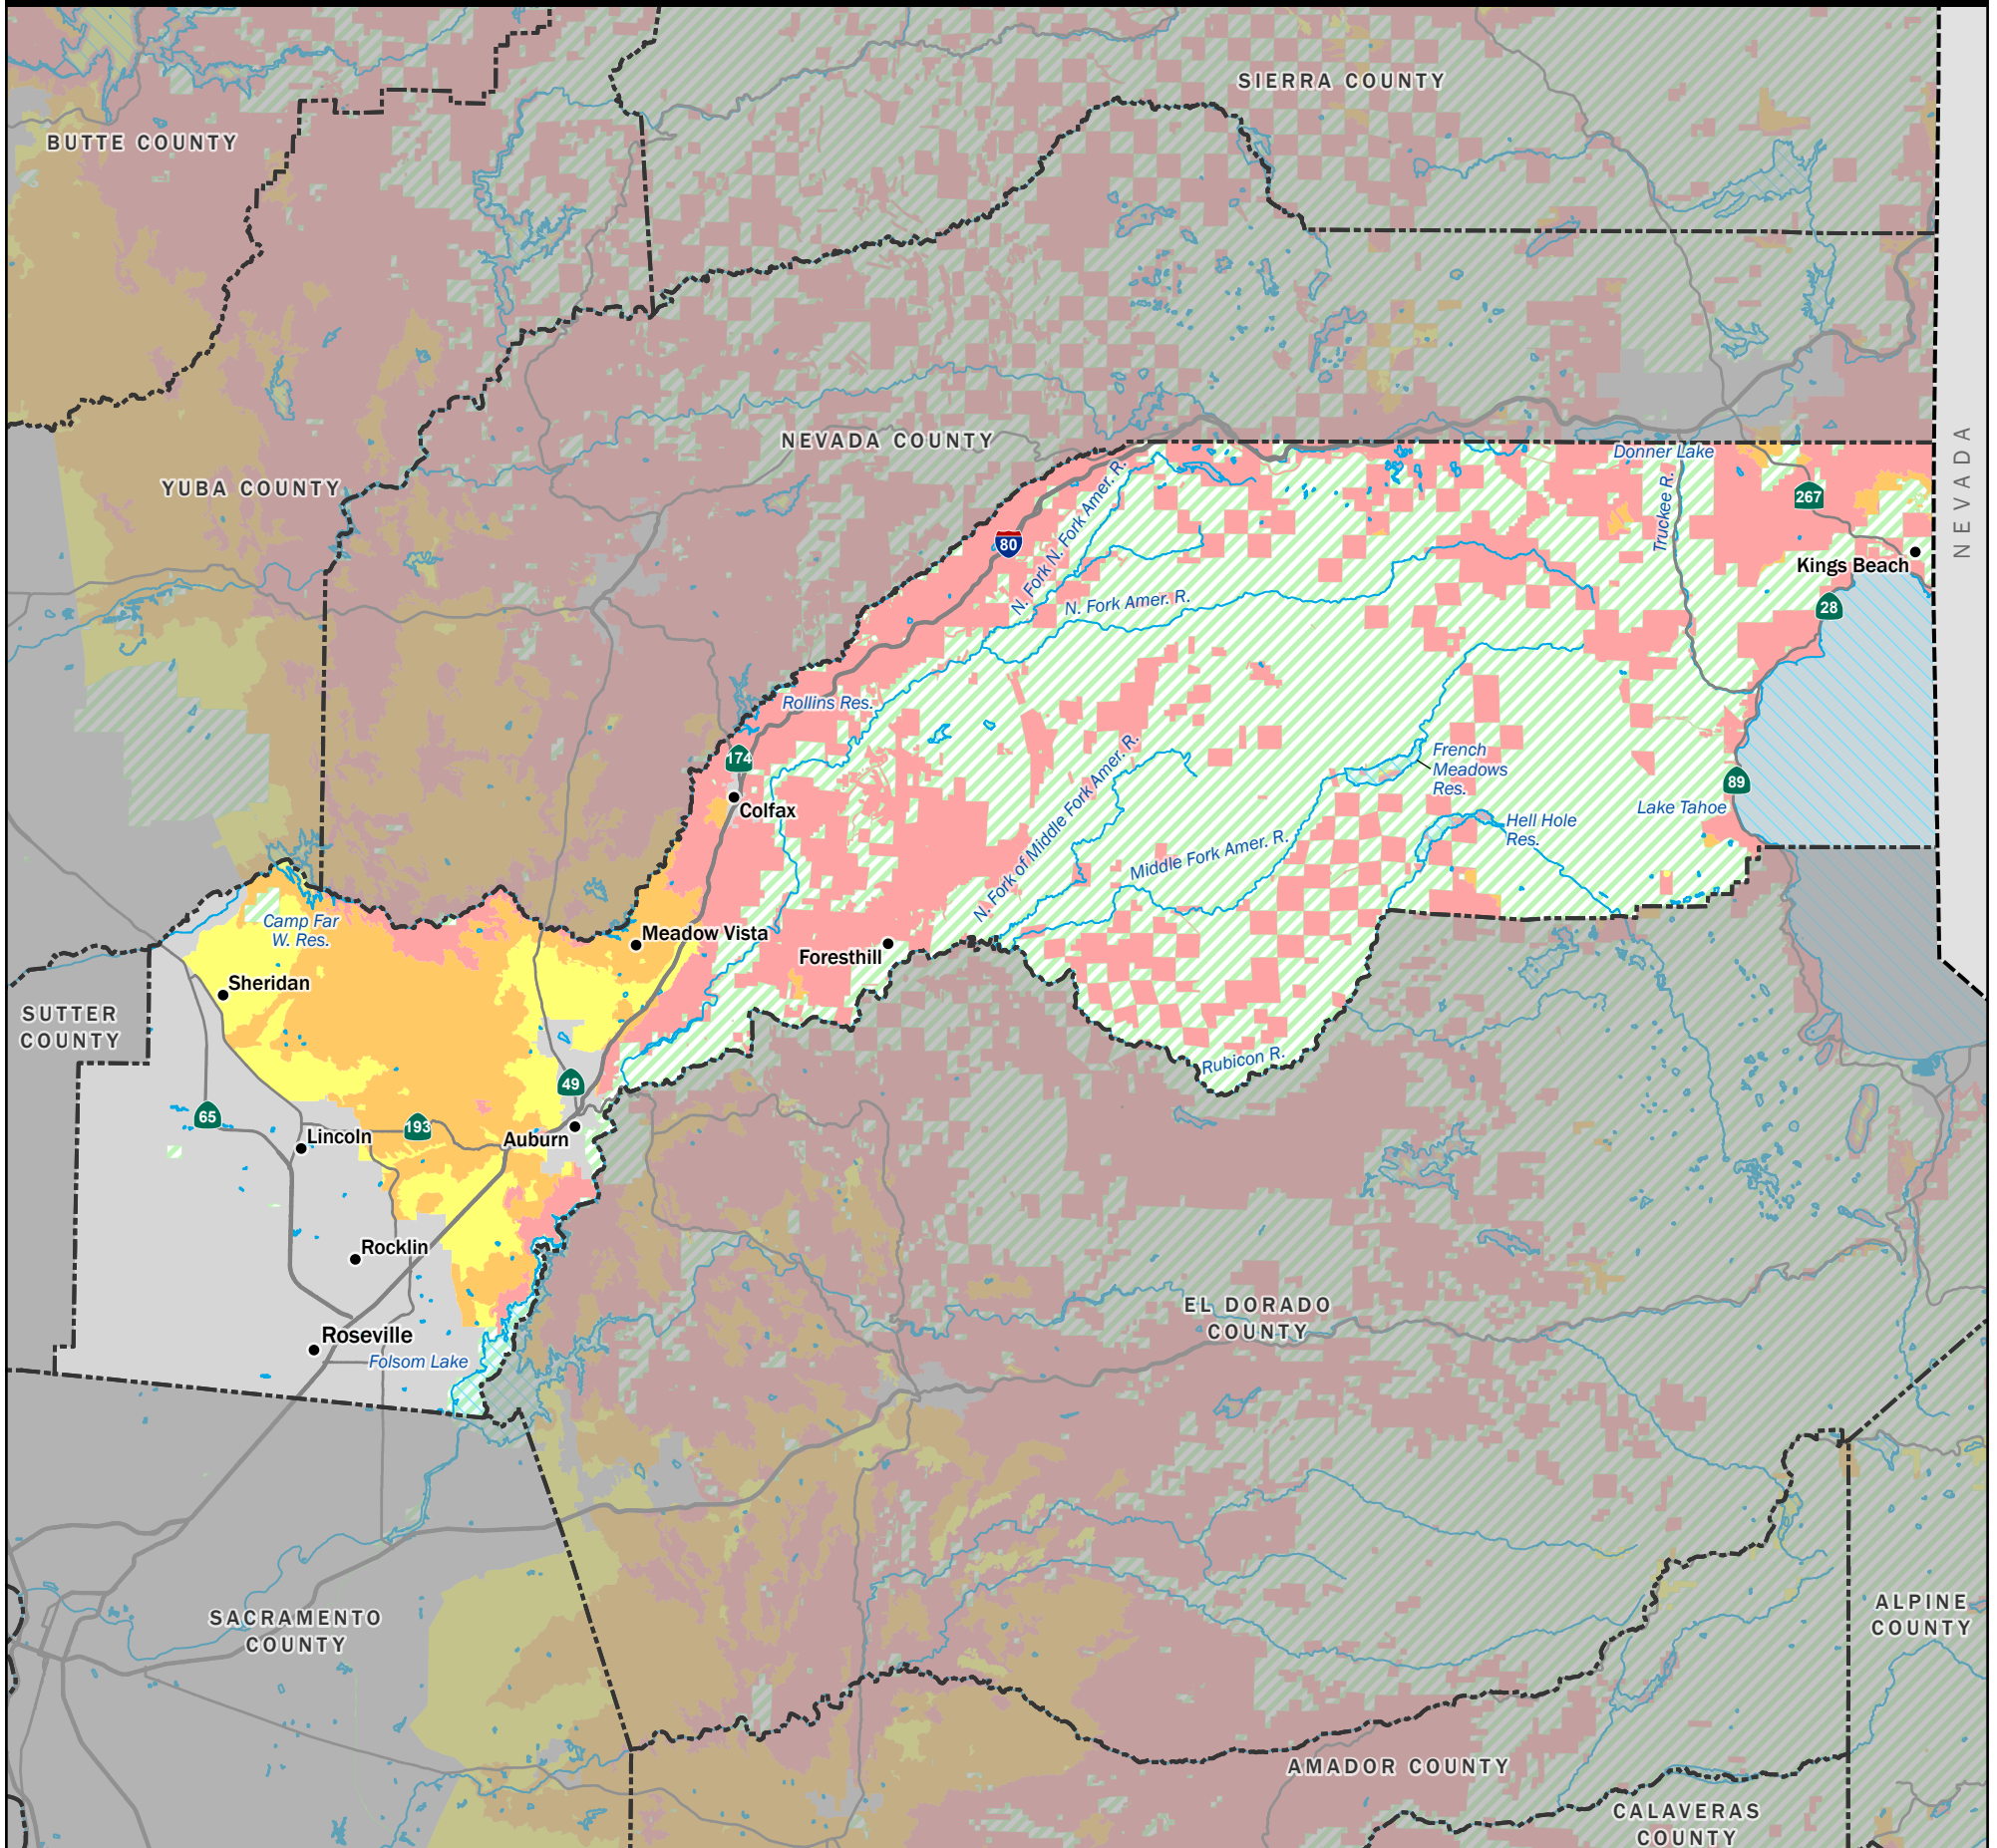 SIERRA COUNTY
BUTTE COUNTY
NEVADA COUNTY
Donner Lake
NEVADA
YUBA COUNTY
267
Truckee R.
80
N. Fork N. Fork Amer. R.
Kings Beach
N. Fork Amer. R.
28
Rollins Res.
174
French
Meadows
Res.
89
Colfax
Lake Tahoe
N. Fork of Middle Fork Amer. R.
Hell Hole
Res.
Middle Fork Amer. R.
Camp Far
W. Res.
Meadow Vista
Foresthill
Sheridan
SUTTER
COUNTY
Rubicon R.
49
65
193
Lincoln
Auburn
Rocklin
EL DORADO
COUNTY
Roseville
Folsom Lake
SACRAMENTO
COUNTY
ALPINE
COUNTY
AMADOR COUNTY
CALAVERAS
COUNTY